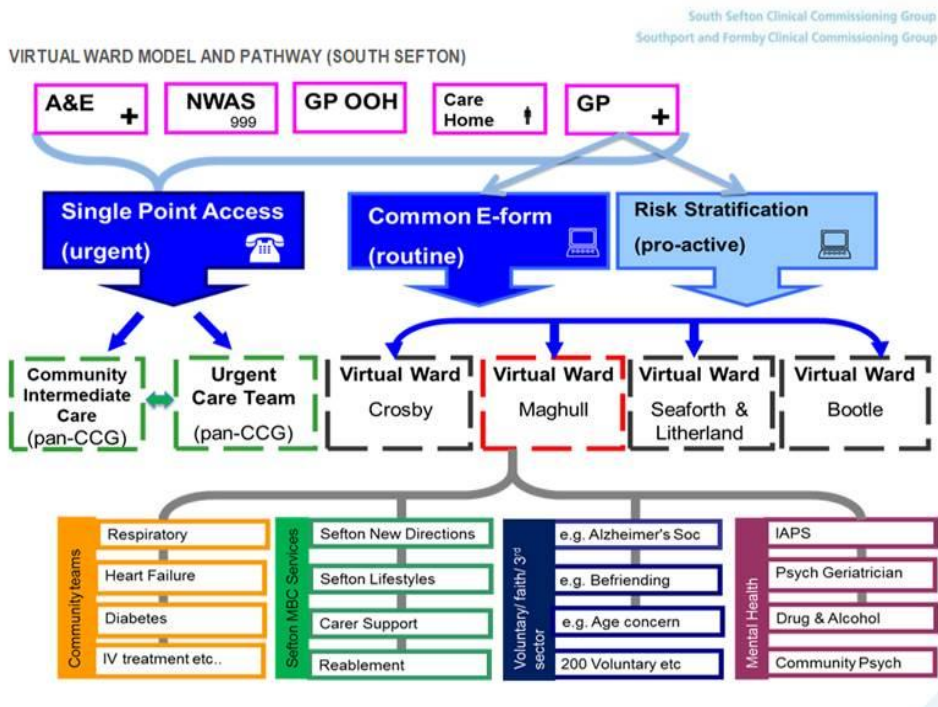 South Sefton Clinical Commissioning Group
Southport and Formby Clinical Commissioning Group
VIRTUAL WARD MODEL AND PATHWAY (SOUTH SEFTON)
A&E
NWAS
999
GP OOH
Care
Home
GP
Single Point Access
(urgent)
Common E-form
(routine)
Risk Stratification
(pro-active)
Community
Intermediate
Care
(pan-CCG)
Urgent
Care Team
(pan-CCG)
Virtual Ward
Crosby
Virtual Ward
Maghull
Virtual Ward
Seaforth &
Litherland
Virtual Ward
Bootle
Community teams
Respiratory
Heart Failure
Diabetes
IV treatment etc..
Sefton MBC Services
Sefton New Directions
Sefton Lifestyles
Carer Support
Reablement
Voluntary/ faith/ 3rd
sector
e.g. Alzheimer's Soc
e.g. Befriending
e.g. Age concern
200 Voluntary etc
Mental Health
IAPS
Psych Geriatrician
Drug & Alcohol
Community Psych